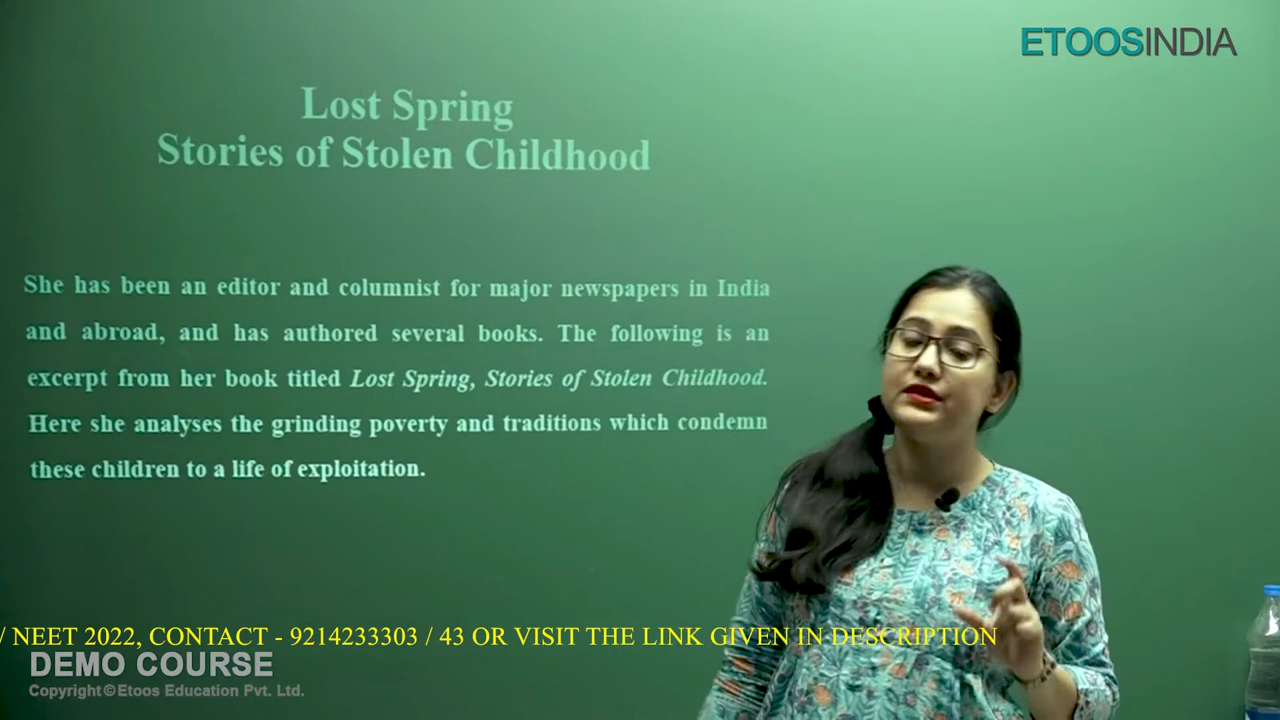 ETOOSINDIA
Lost Spring
Stories of Stolen Childhood
She has been an editor and columnist for major newspapers in India
and abroad, and has authored several books. The following is an
excerpt from her book titled Lost Spring, Stories of Stolen Childhood.
Here she analyses the grinding poverty and traditions which condemn
these children to a life of exploitation.
/ NEET 2022, CONTACT - 9214233303 / 43 OR VISIT THE LINK GIVEN IN DESCRIPTION
DEMO COURSE
Copyright © Etoos Education Pvt. Ltd.